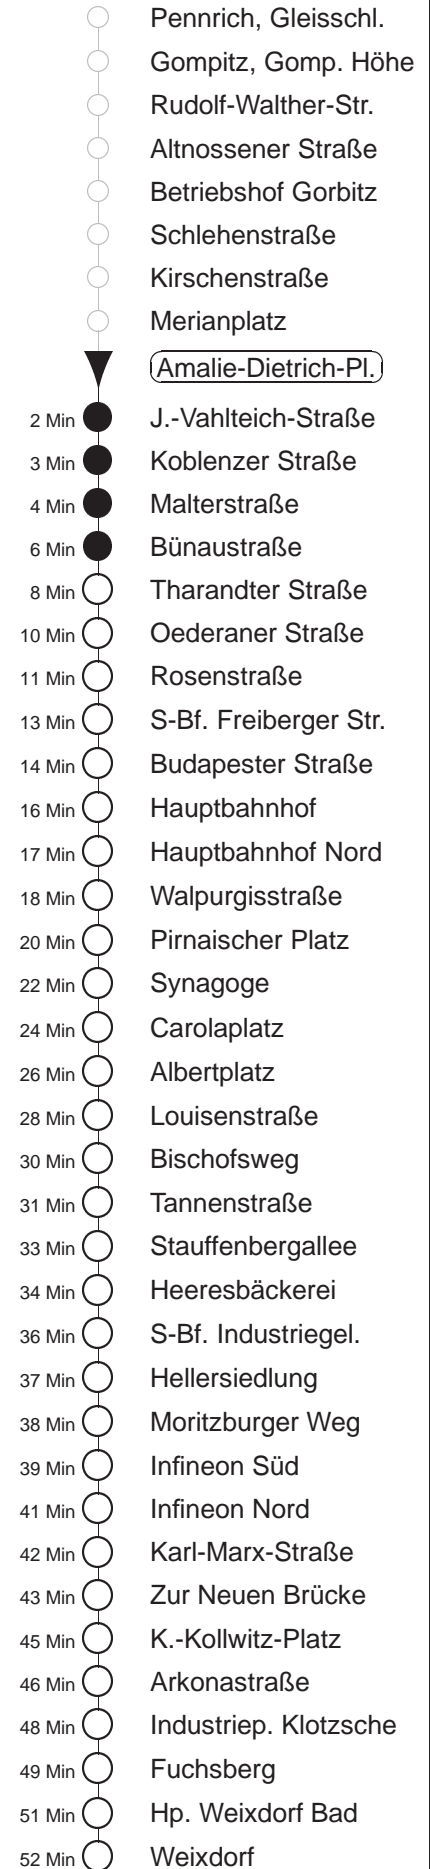 Pennrich, Gleisschl.
Gompitz, Gomp. Höhe
Rudolf-Walther-Str.
Altnossener Straße
Betriebshof Gorbitz
Schlehenstraße
Kirschenstraße
Merianplatz
Amalie-Dietrich-Pl.
2 Min J.-Vahlteich-Straße
3 Min Koblenzer Straße
4 Min Malterstraße
6 Min Bünaustraße
8 Min Tharandter Straße
10 Min Oederaner Straße
11 Min Rosenstraße
13 Min S-Bf. Freiberger Str.
14 Min Budapester Straße
16 Min Hauptbahnhof
17 Min Hauptbahnhof Nord
18 Min Walpurgisstraße
20 Min Pirnaischer Platz
22 Min Synagoge
24 Min Carolaplatz
26 Min Albertplatz
28 Min Louisenstraße
30 Min Bischofsweg
31 Min Tannenstraße
33 Min Stauffenbergallee
34 Min Heeresbäckerei
36 Min S-Bf. Industriegel.
37 Min Hellersiedlung
38 Min Moritzburger Weg
39 Min Infineon Süd
41 Min Infineon Nord
42 Min Karl-Marx-Straße
43 Min Zur Neuen Brücke
45 Min K.-Kollwitz-Platz
46 Min Arkonastraße
48 Min Industriep. Klotzsche
49 Min Fuchsberg
51 Min Hp. Weixdorf Bad
52 Min Weixdorf